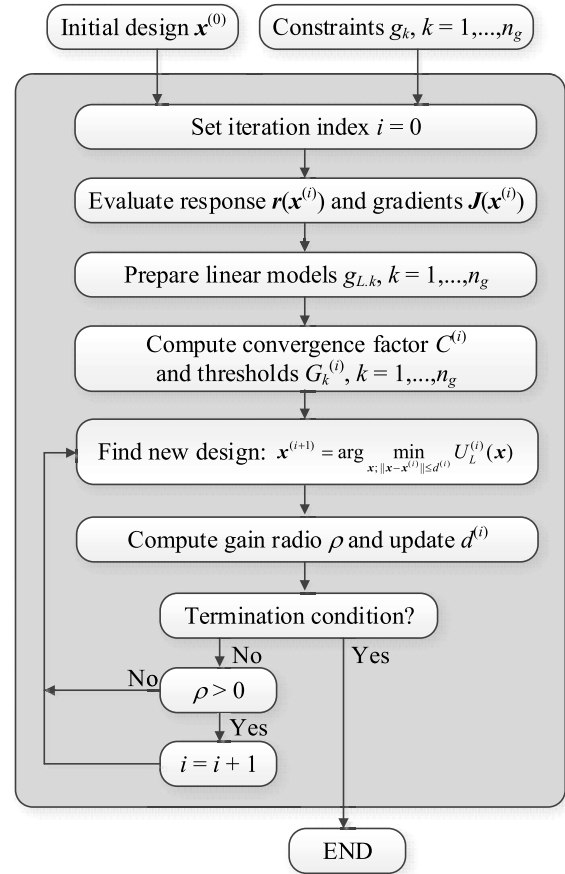 Initial design x^(0)
Constraints g_k, k = 1,...,n_g
Set iteration index i = 0
Evaluate response r(x^(i)) and gradients J(x^(i))
Prepare linear models g_L.k, k = 1,...,n_g
Compute convergence factor C^(i)
and thresholds G_k^(i), k = 1,...,n_g
Find new design: x^(i+1) = arg min_{x; ||x−x^(i)||≤d^(i)} U_L^(i)(x)
Compute gain radio ρ and update d^(i)
Termination condition?
No
Yes
No
ρ > 0
Yes
i = i + 1
END